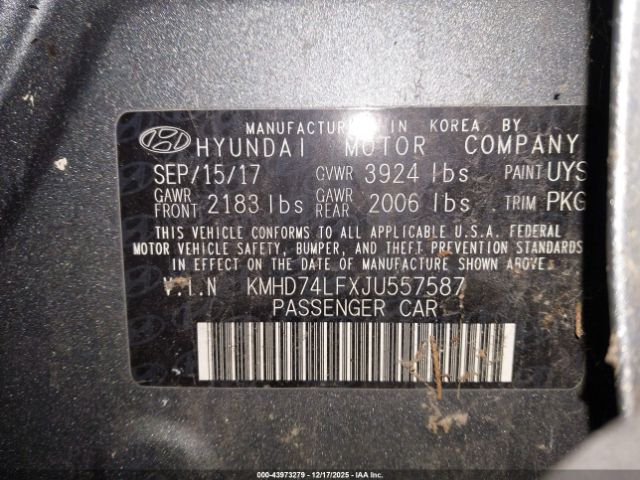 MANUFACTURED IN KOREA BY
HYUNDAI MOTOR COMPANY
SEP/15/17 GVWR 3924 lbs PAINT UYS
GAWR FRONT 2183 lbs GAWR REAR 2006 lbs TRIM PKG
THIS VEHICLE CONFORMS TO ALL APPLICABLE U.S.A. FEDERAL
MOTOR VEHICLE SAFETY, BUMPER, AND THEFT PREVENTION STANDARDS
IN EFFECT ON THE DATE OF MANUFACTURE SHOWN ABOVE.
V.I.N KMHD74LFXJU557587
PASSENGER CAR
00-43973279 | 12/17/2025 - IAA, Inc.